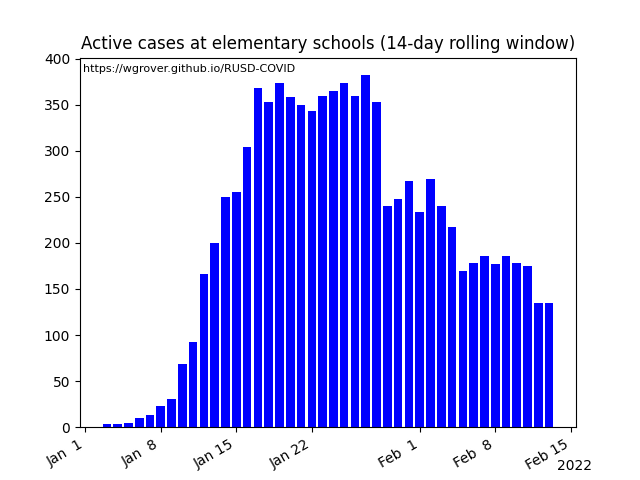 Active cases at elementary schools (14-day rolling window)
https://wgrover.github.io/RUSD-COVID
400
350
300
250
200
150
100
50
0
Jan 1
Jan 8
Jan 15
Jan 22
Feb 1
Feb 8
Feb 15
2022